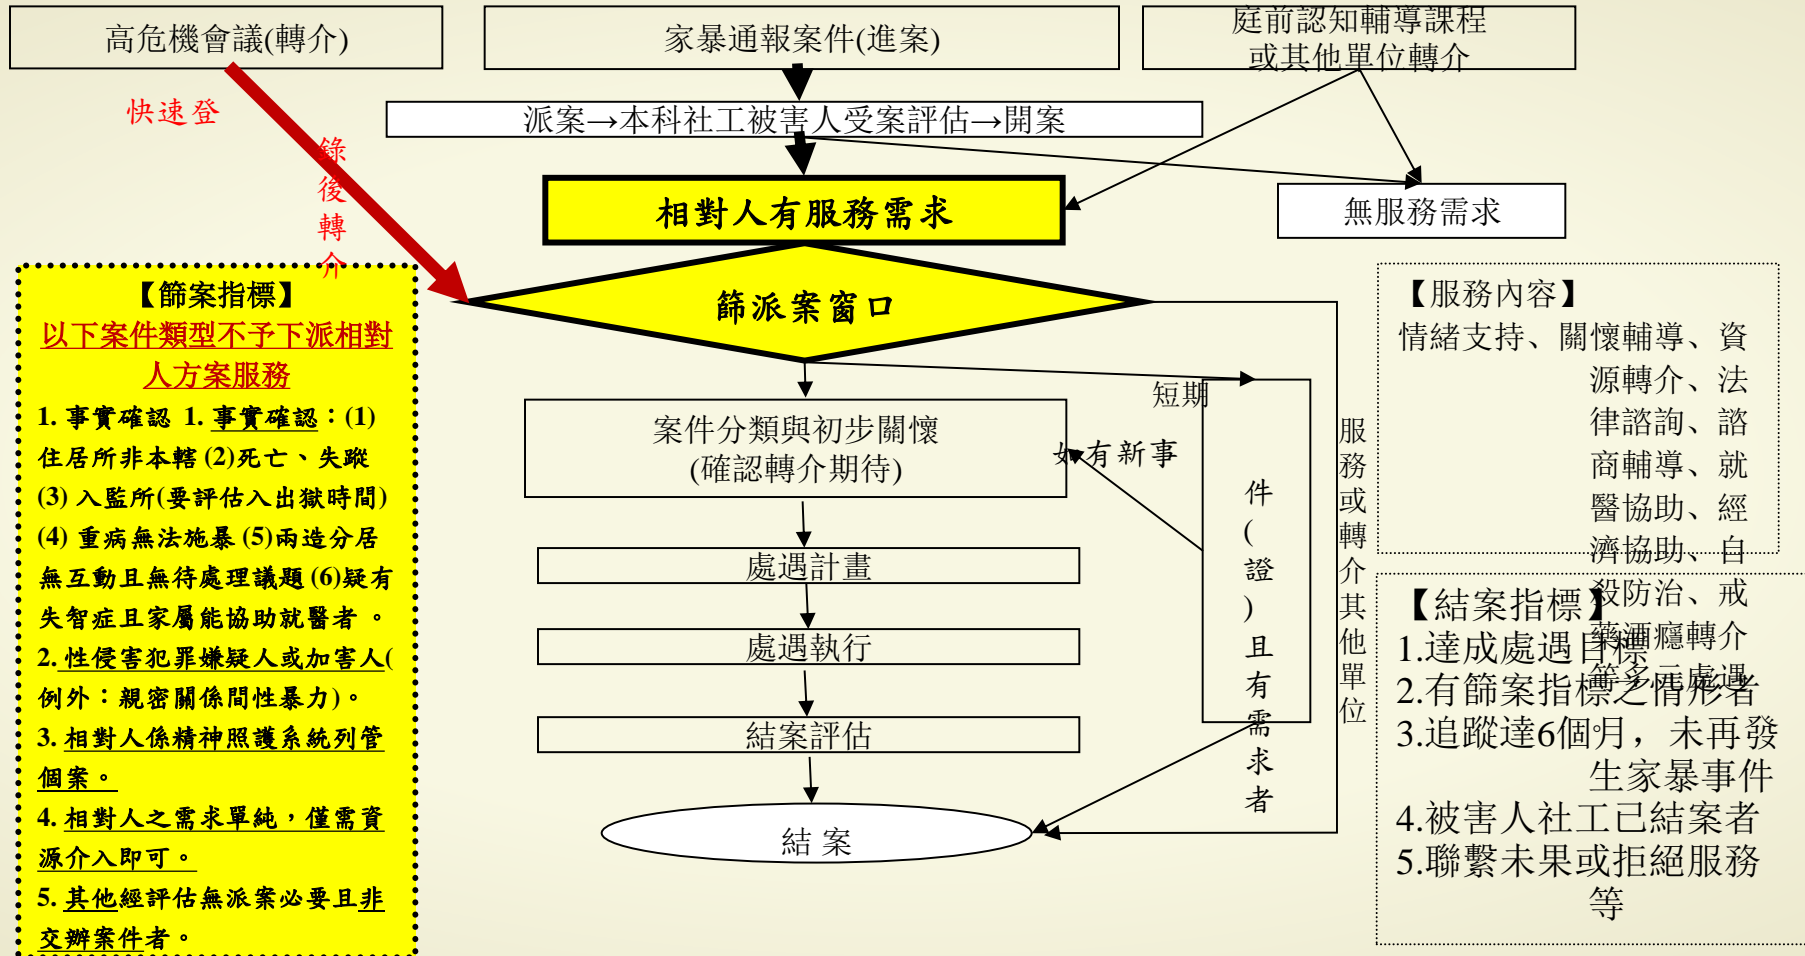 高危機會議(轉介)
家暴通報案件(進案)
庭前認知輔導課程
或其他單位轉介
快速登
錄
後
轉
介
派案→本科社工被害人受案評估→開案
相對人有服務需求
無服務需求
篩派案窗口
【篩案指標】
以下案件類型不予下派相對
人方案服務
1. 事實確認 1. 事實確認：(1)
住居所非本轄 (2)死亡、失蹤
(3) 入監所(要評估入出獄時間)
(4) 重病無法施暴 (5)兩造分居
無互動且無待處理議題 (6)疑有
失智症且家屬能協助就醫者 。
2. 性侵害犯罪嫌疑人或加害人(
例外：親密關係間性暴力)。
3. 相對人係精神照護系統列管
個案。
4. 相對人之需求單純，僅需資
源介入即可。
5. 其他經評估無派案必要且非
交辦案件者。
案件分類與初步關懷
(確認轉介期待)
處遇計畫
處遇執行
結案評估
結 案
短期
如有新事
件
(
證
)
且
有
需
求
者
服
務
或
轉
介
其
他
單
位
【服務內容】
情緒支持、關懷輔導、資
源轉介、法
律諮詢、諮
商輔導、就
醫協助、經
濟協助、自
殺防治、戒
藥酒癮轉介
等多元處遇
【結案指標】
1.達成處遇目標
2.有篩案指標之情形者
3.追蹤達6個月，未再發
生家暴事件
4.被害人社工已結案者
5.聯繫未果或拒絕服務
等